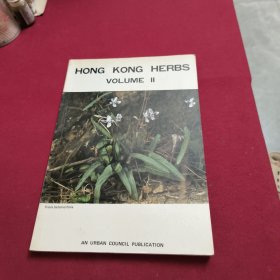 HONG KONG HERBS
VOLUME II
AN URBAN COUNCIL PUBLICATION